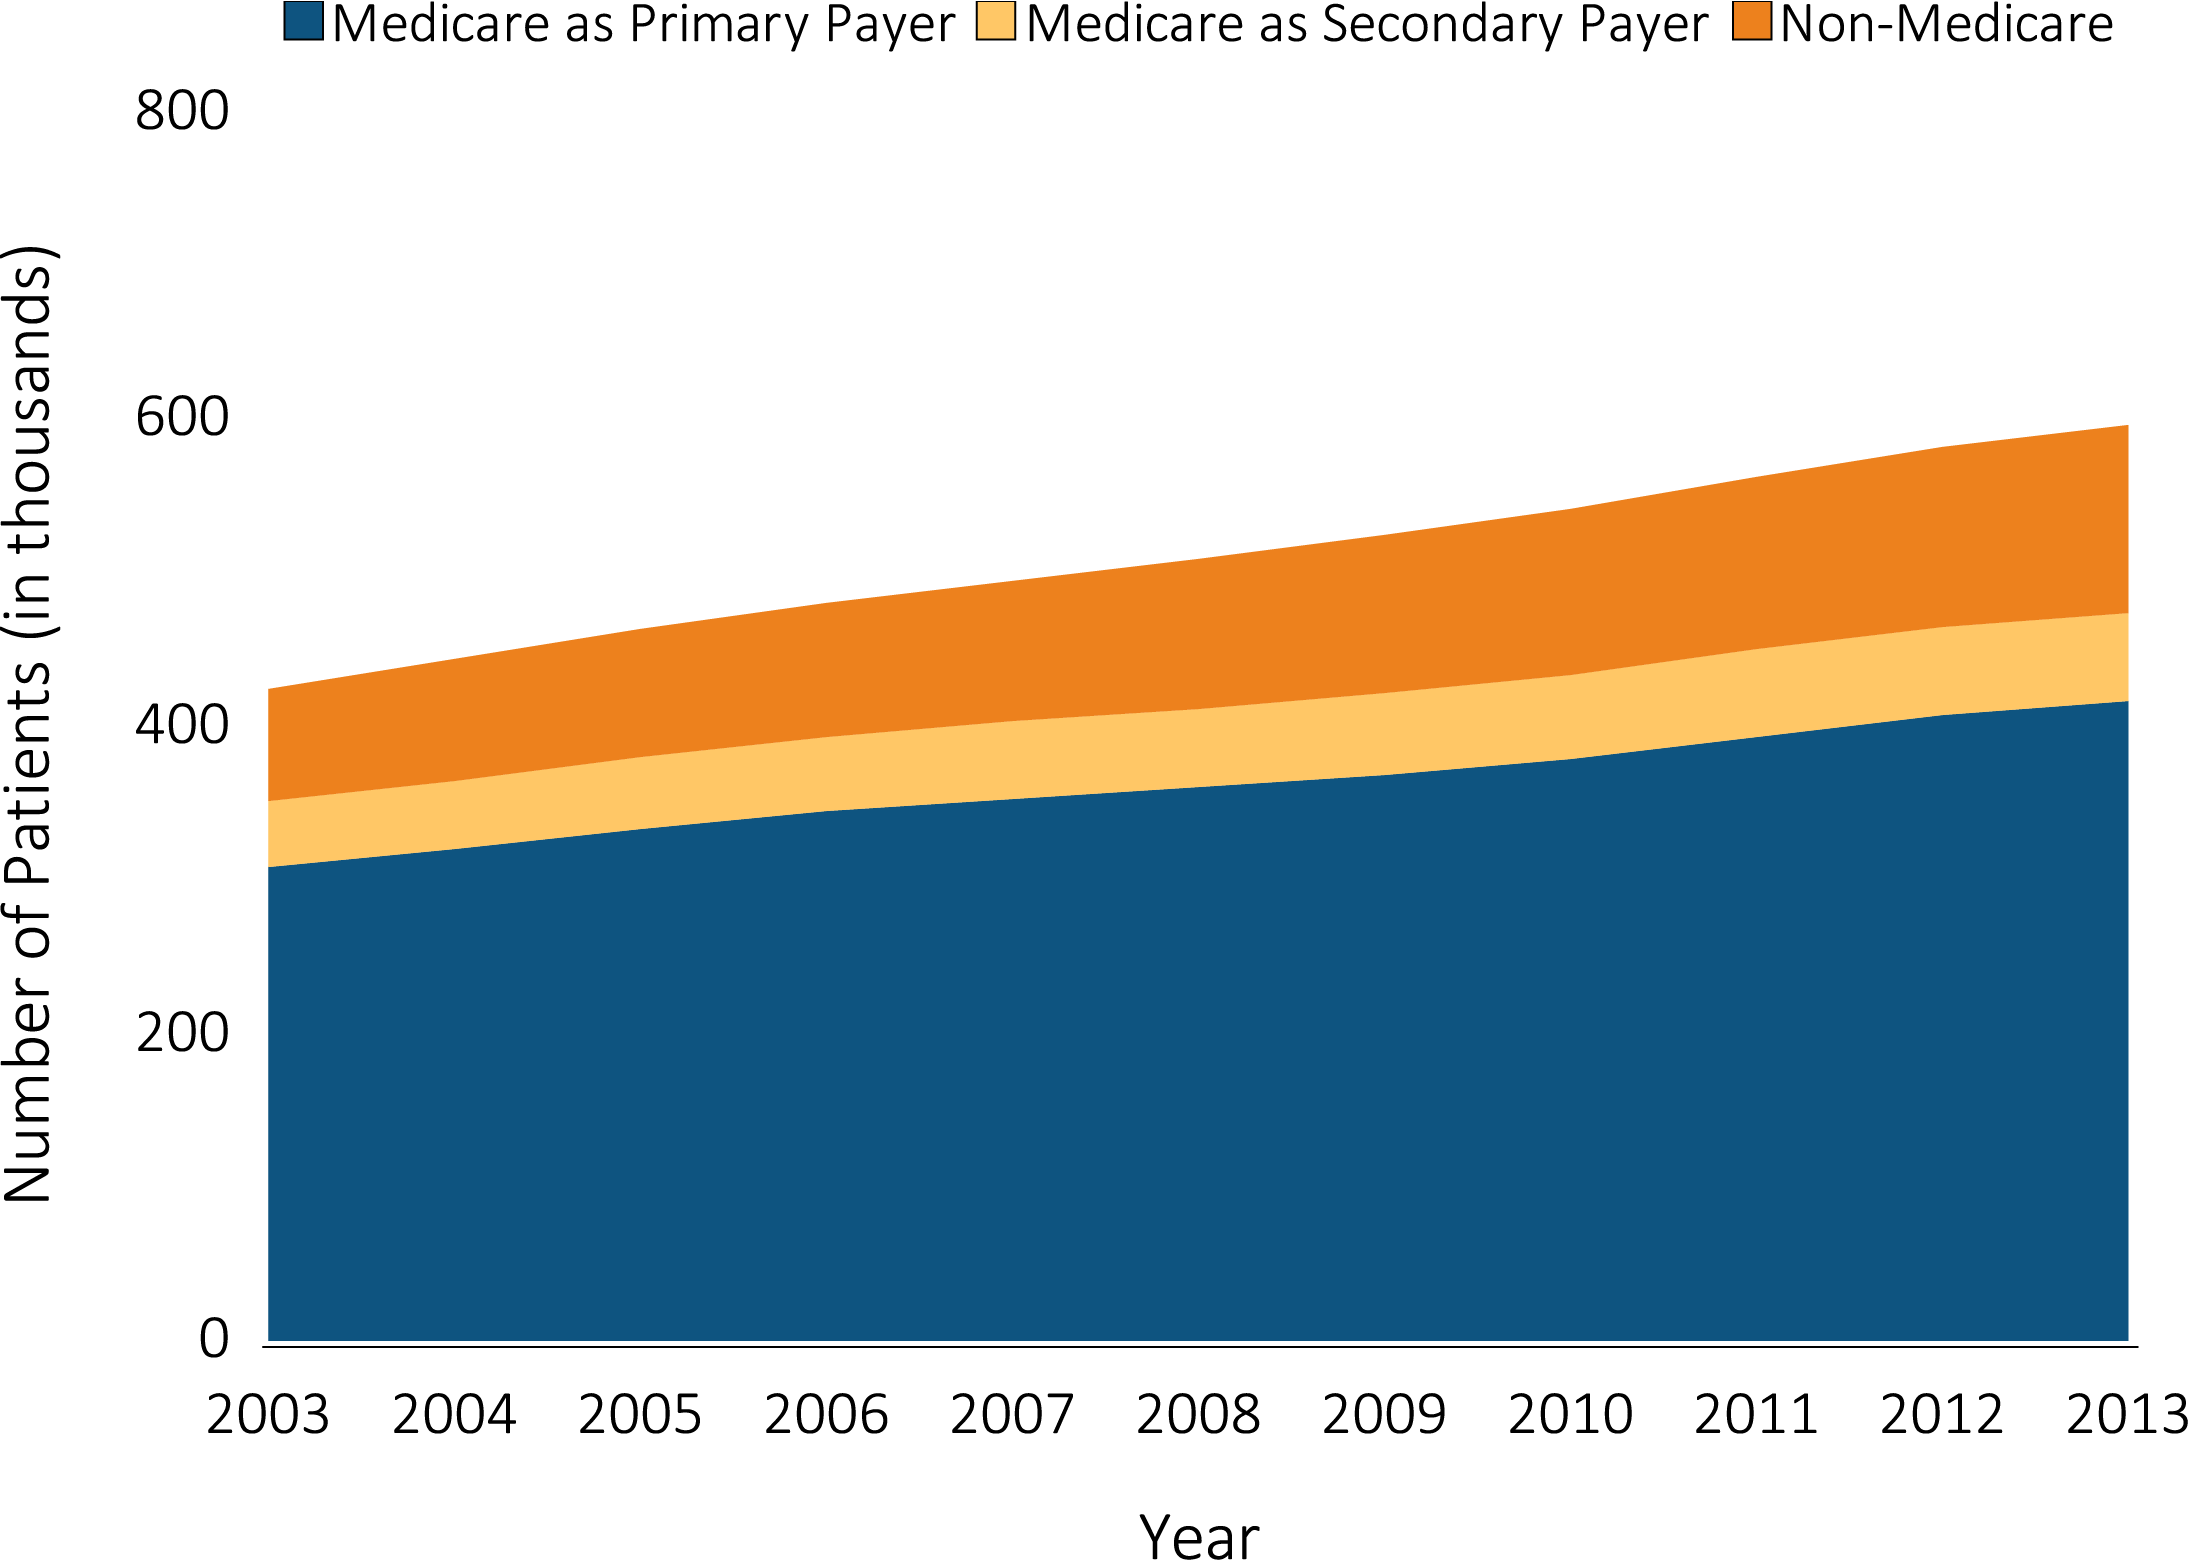 Medicare as Primary Payer Medicare as Secondary Payer Non-Medicare
800
600
400
200
0
Number of Patients (in thousands)
2003 2004 2005 2006 2007 2008 2009 2010 2011 2012 2013
Year